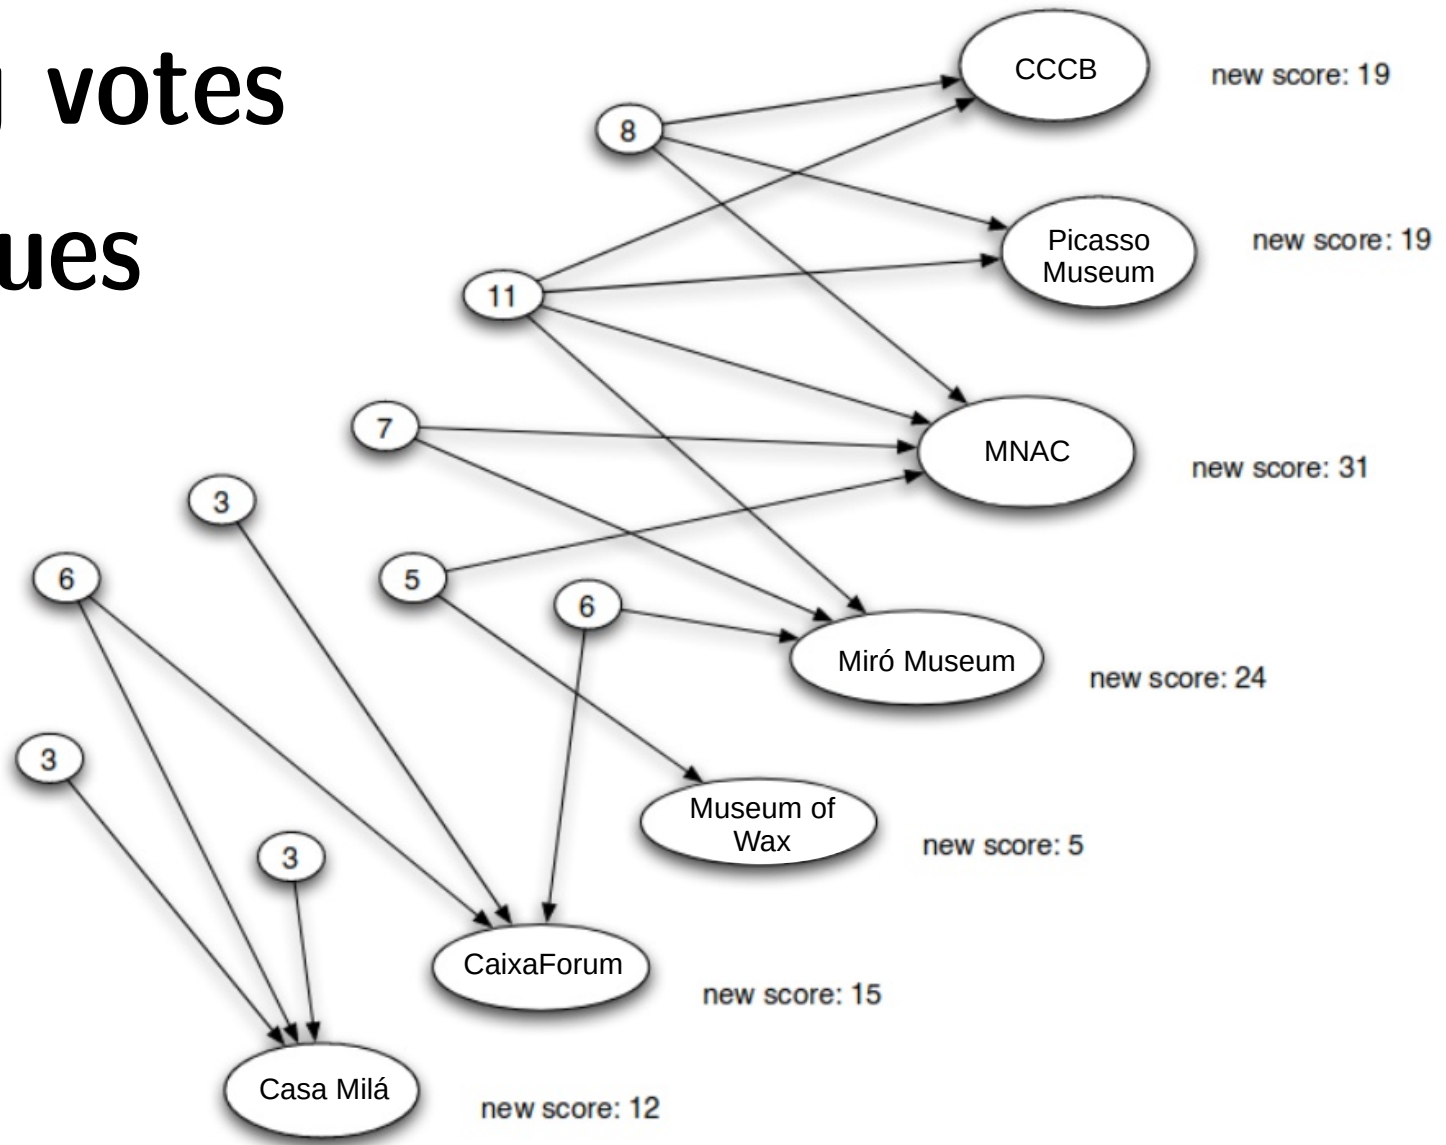 votes
ues
CCCB
new score: 19
8
Picasso
Museum
new score: 19
11
7
MNAC
new score: 31
3
6
5
6
Miró Museum
new score: 24
3
Museum of
Wax
new score: 5
3
CaixaForum
new score: 15
Casa Milá
new score: 12